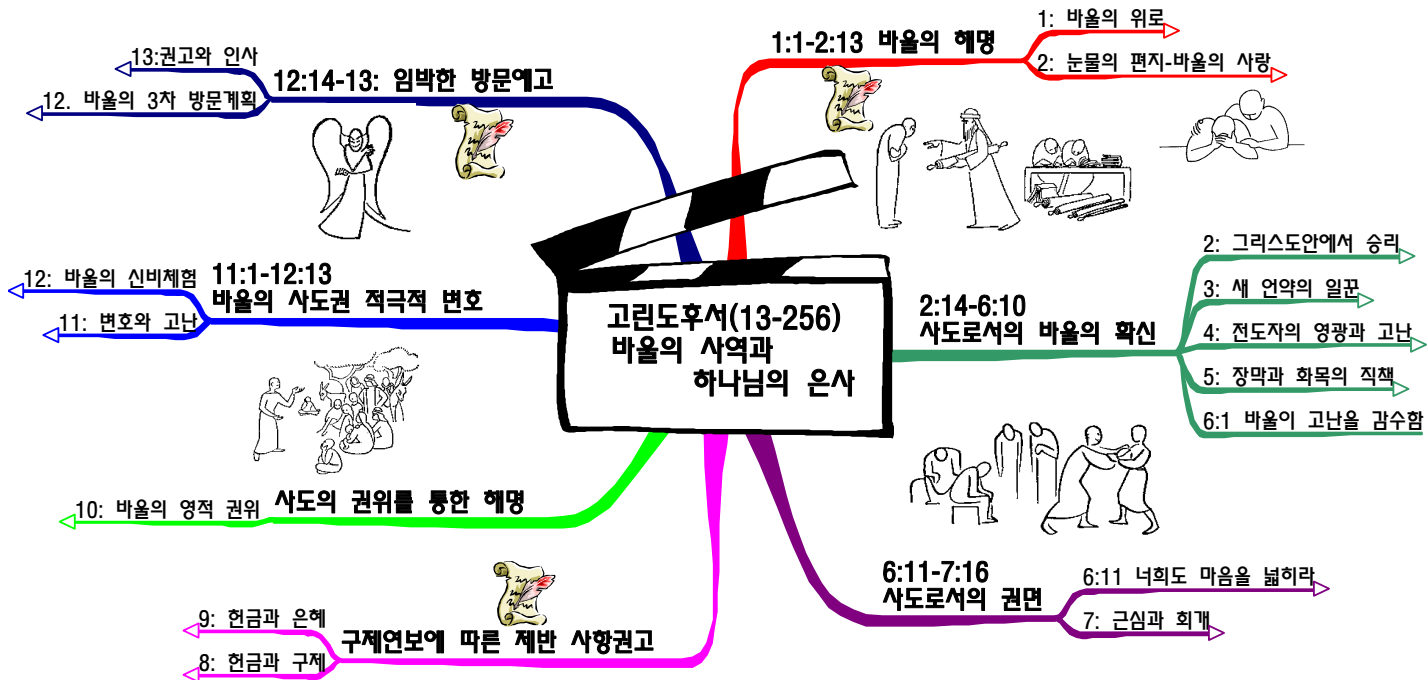 고린도후서(13-256)
바울의 사역과
하나님의 은사
1:1-2:13 바울의 해명
1: 바울의 위로
2: 눈물의 편지-바울의 사랑
2:14-6:10
사도로서의 바울의 확신
2: 그리스도안에서 승리
3: 새 언약의 일꾼
4: 전도자의 영광과 고난
5: 장막과 화목의 직책
6:1 바울이 고난을 감수함
6:11-7:16
사도로서의 권면
6:11 너희도 마음을 넓히라
7: 근심과 회개
구제연보에 따른 제반 사항권고
9: 헌금과 은혜
8: 헌금과 구제
사도의 권위를 통한 해명
10: 바울의 영적 권위
11:1-12:13
바울의 사도권 적극적 변호
12: 바울의 신비체험
11: 변호와 고난
12:14-13: 임박한 방문예고
13:권고와 인사
12. 바울의 3차 방문계획